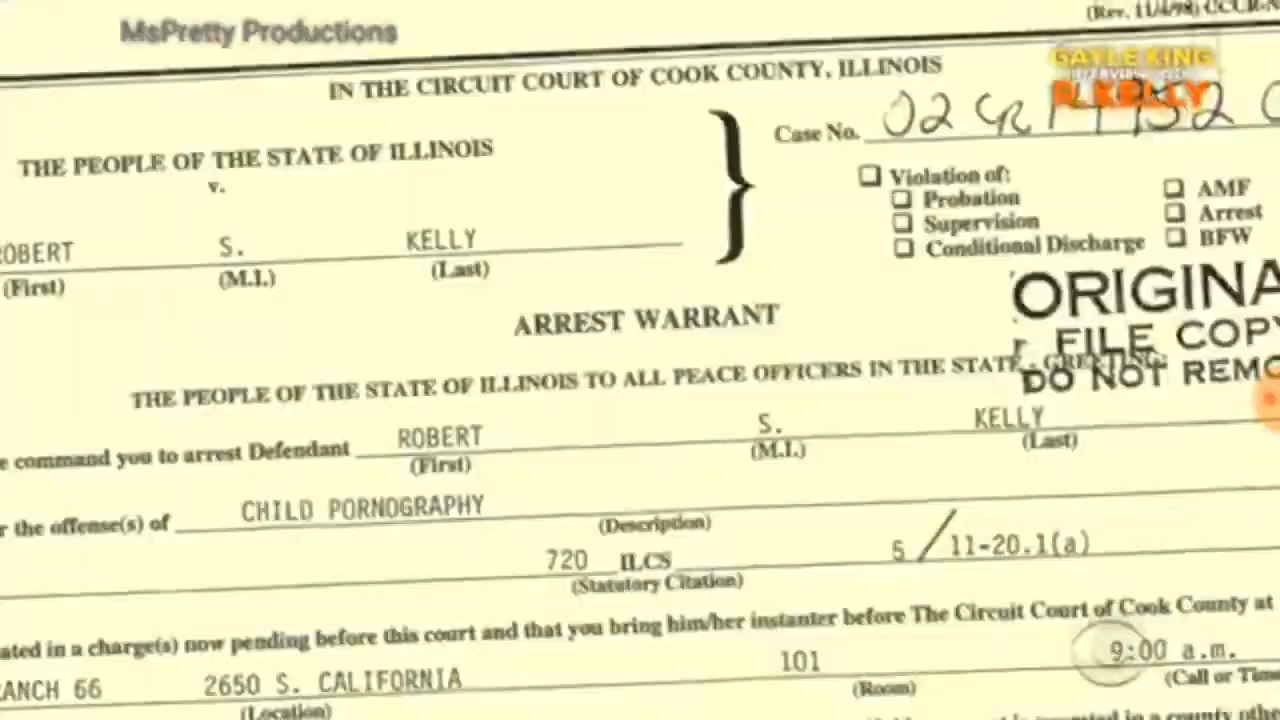 MsPretty Productions
(Rev. 11/4/98) CCCR-N
IN THE CIRCUIT COURT OF COOK COUNTY, ILLINOIS
GAYLE KING
R. KELLY
Case No.
THE PEOPLE OF THE STATE OF ILLINOIS
v.
ROBERT S. KELLY
(First) (M.I.) (Last)
❑ Violation of:
❑ Probation ❑ AMF
❑ Supervision ❑ Arrest
❑ Conditional Discharge ❑ BFW
ORIGINA
FILE COPY
DO NOT REMO
ARREST WARRANT
THE PEOPLE OF THE STATE OF ILLINOIS TO ALL PEACE OFFICERS IN THE STATE - GREETING:
e command you to arrest Defendant ROBERT S. KELLY
(First) (M.I.) (Last)
r the offense(s) of CHILD PORNOGRAPHY
(Description)
720 ILCS 5/11-20.1(a)
(Statutory Citation)
ated in a charge(s) now pending before this court and that you bring him/her instanter before The Circuit Court of Cook County at
ANCH 66 2650 S. CALIFORNIA 101 9:00 a.m.
(Location) (Room) (Call or Time